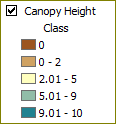 Canopy Height
Class
0
0 - 2
2.01 - 5
5.01 - 9
9.01 - 10